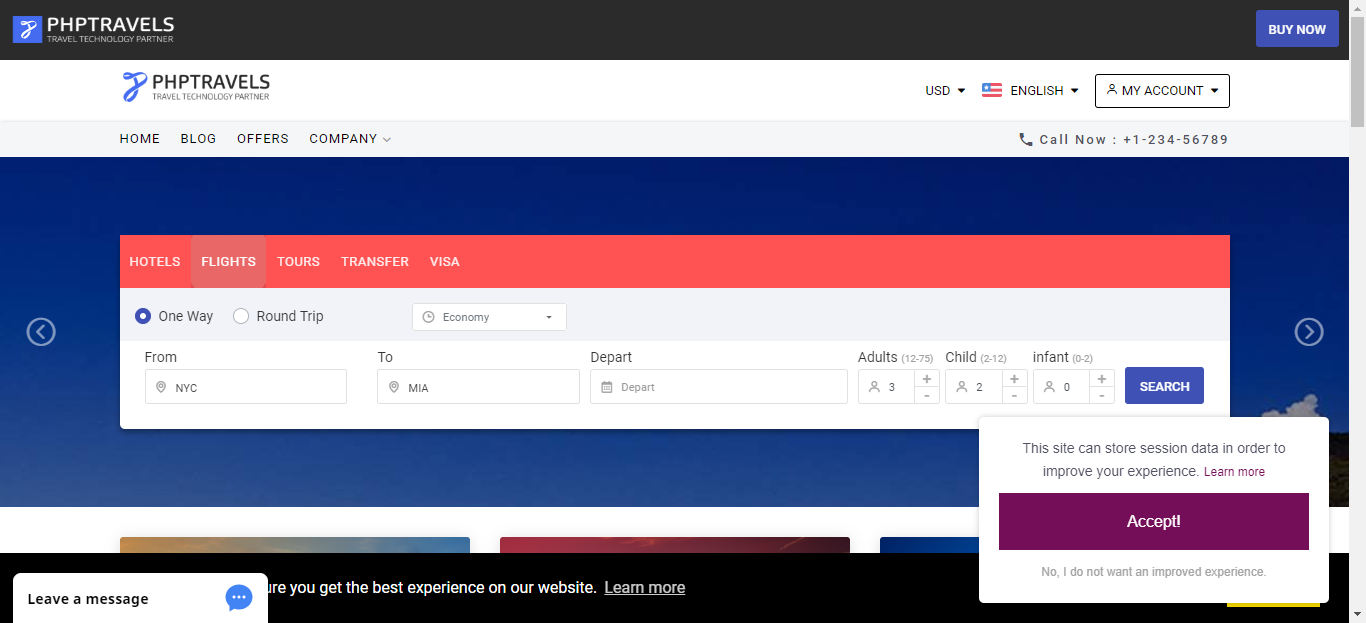 PHPTRAVELS
TRAVEL TECHNOLOGY PARTNER
BUY NOW
PHPTRAVELS
TRAVEL TECHNOLOGY PARTNER
USD ENGLISH MY ACCOUNT
HOME BLOG OFFERS COMPANY Call Now : +1-234-56789
HOTELS FLIGHTS TOURS TRANSFER VISA
One Way Round Trip Economy
From To Depart Adults (12-75) Child (2-12) infant (0-2)
NYC MIA Depart 3 + - 2 + - 0 + - SEARCH
This site can store session data in order to
improve your experience. Learn more
Accept!
No, I do not want an improved experience.
you get the best experience on our website. Learn more
Leave a message